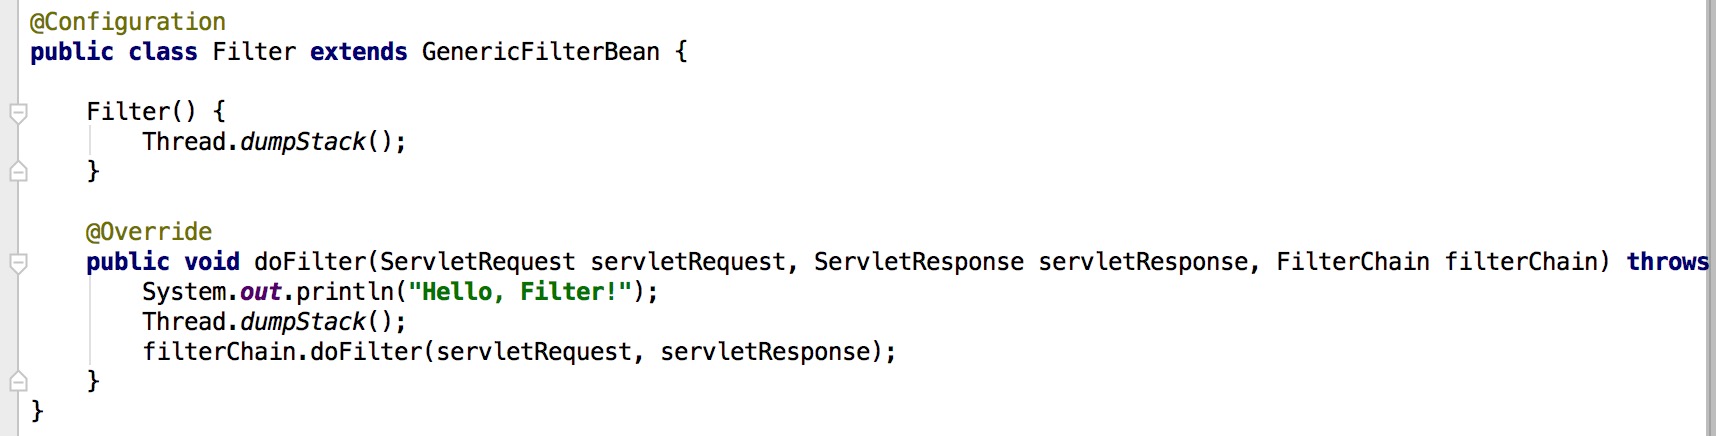 @Configuration
public class Filter extends GenericFilterBean {
Filter() {
Thread.dumpStack();
}
@Override
public void doFilter(ServletRequest servletRequest, ServletResponse servletResponse, FilterChain filterChain) throws
System.out.println("Hello, Filter!");
Thread.dumpStack();
filterChain.doFilter(servletRequest, servletResponse);
}
}